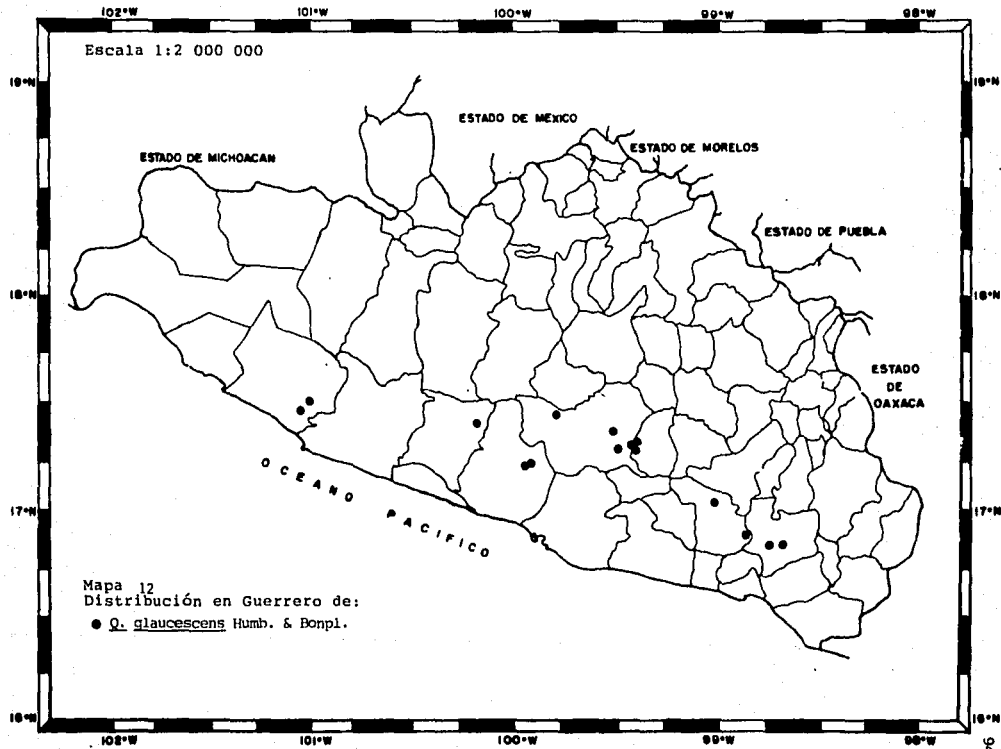 102°W 101°W 100°W 99°W 98°W
Escala 1:2 000 000
19°N 19°N
ESTADO DE MEXICO
ESTADO DE MORELOS
ESTADO DE MICHOACAN
ESTADO DE PUEBLA
18°N 18°N
ESTADO
DE
OAXACA
OCEANO
PACIFICO
17°N 17°N
Mapa 12
Distribución en Guerrero de:
● Q. glaucescens Humb. & Bonpl.
16°N 16°N
102°W 101°W 100°W 99°W 98°W